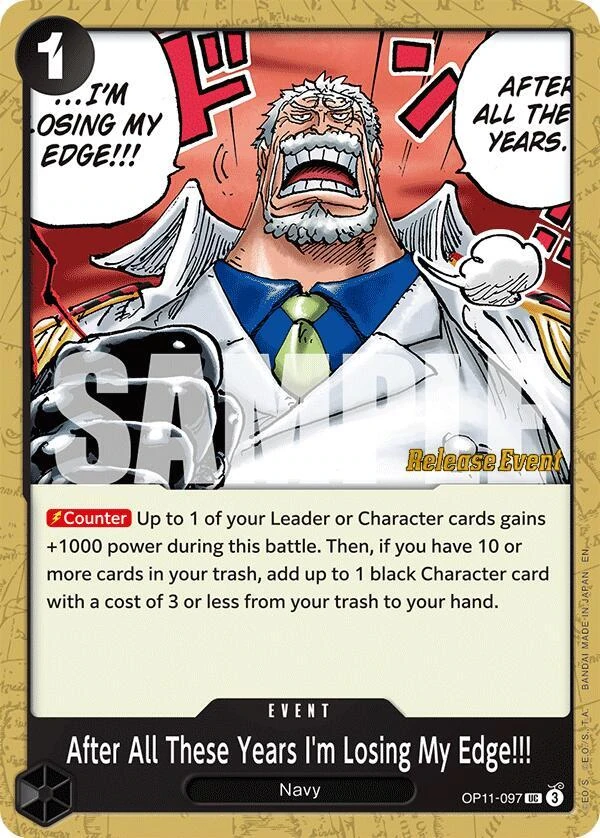 1
...I'M
LOSING MY
EDGE!!!
AFTER
ALL THE
YEARS.
ド
ン
SAMPLE
Release Event
Counter Up to 1 of your Leader or Character cards gains
+1000 power during this battle. Then, if you have 10 or
more cards in your trash, add up to 1 black Character card
with a cost of 3 or less from your trash to your hand.
EVENT
After All These Years I'm Losing My Edge!!!
Navy
OP11-097 UC 3
BANDAI MADE IN JAPAN EN